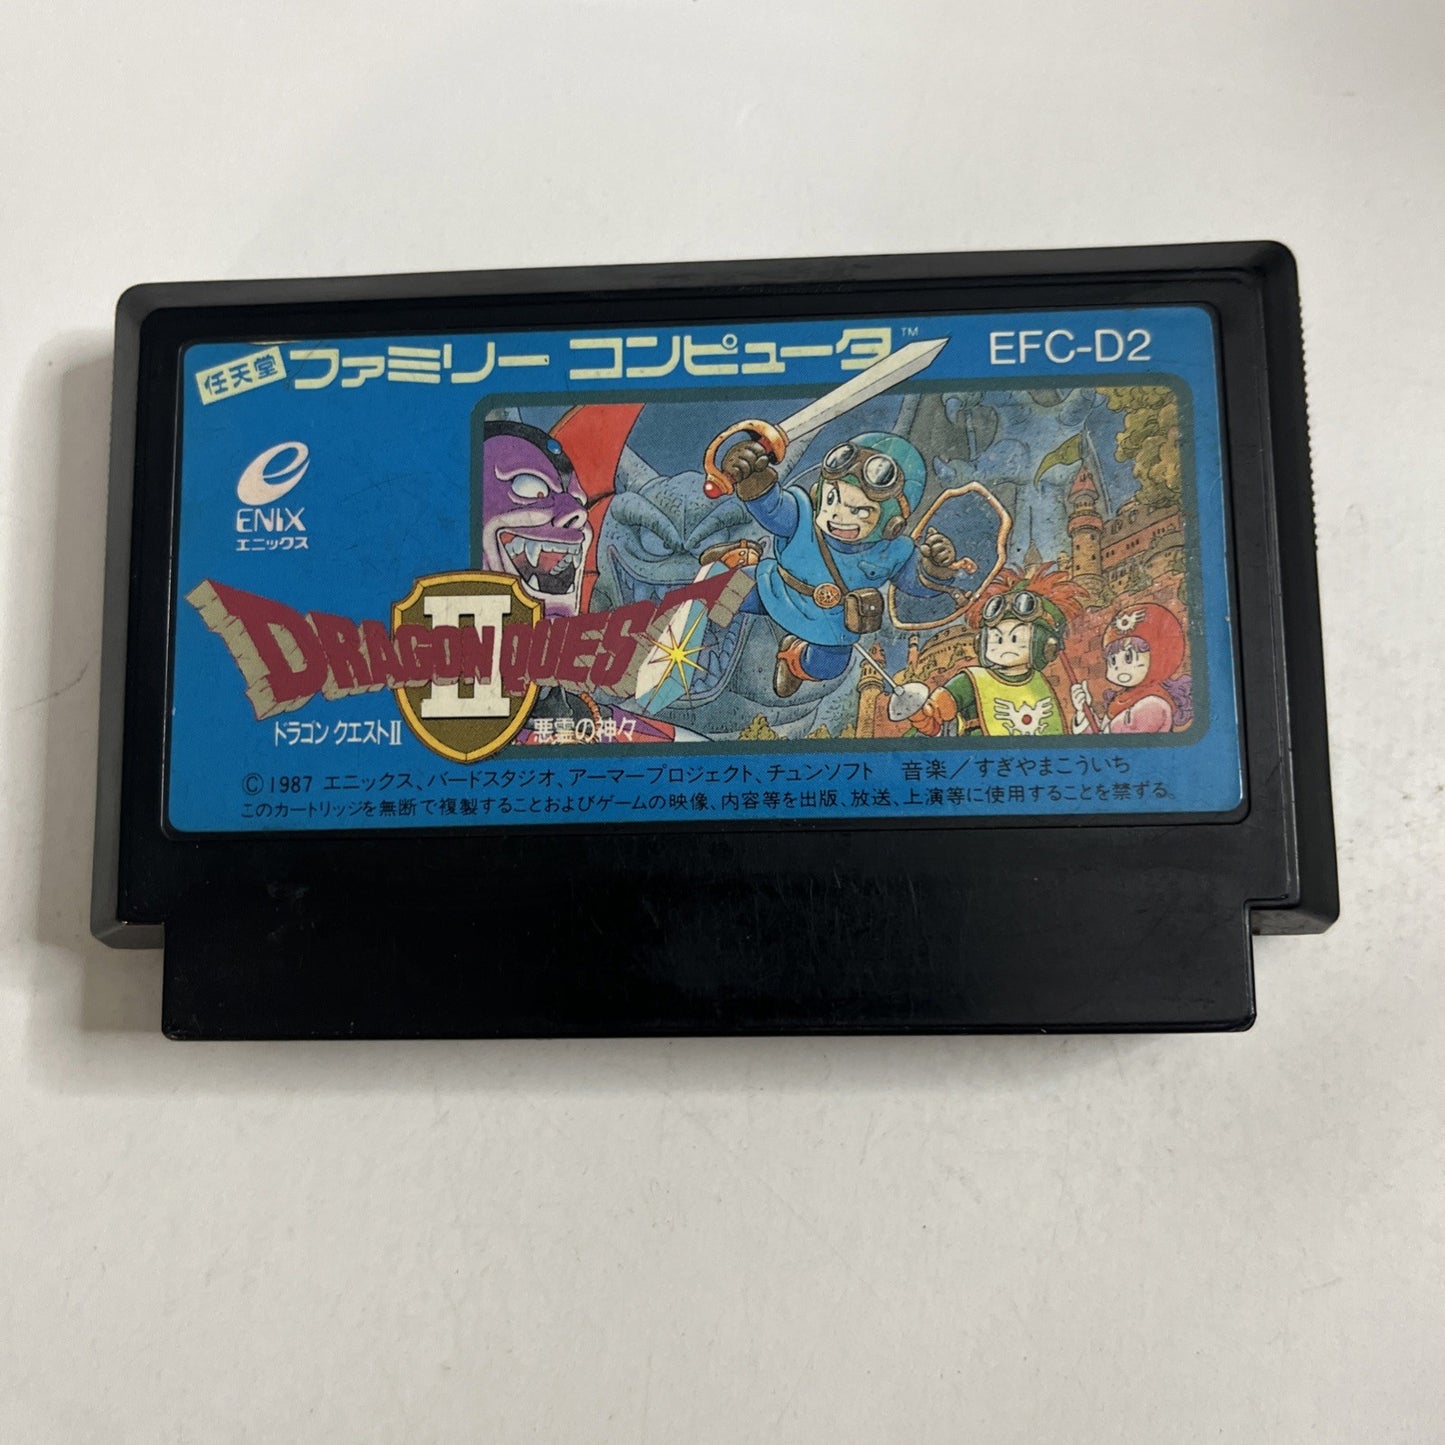 任天堂 ファミリー コンピュータ™ EFC-D2
e
ENIX
エニックス
DRAGON QUEST
II
ドラゴン クエストII 悪霊の神々
©1987 エニックス、バードスタジオ、アーマープロジェクト、チュンソフト 音楽／すぎやまこういち
このカートリッジを無断で複製することおよびゲームの映像、内容等を出版、放送、上演等に使用することを禁ずる。